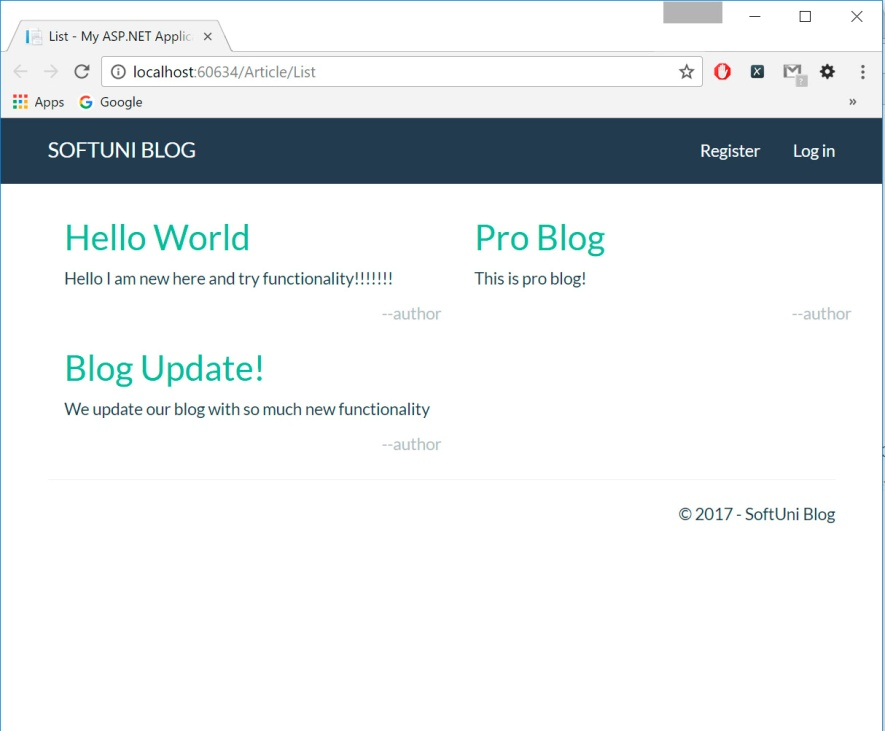 List - My ASP.NET Applic
localhost:60634/Article/List
Apps Google »
SOFTUNI BLOG Register Log in
Hello World
Hello I am new here and try functionality!!!!!!!
--author
Pro Blog
This is pro blog!
--author
Blog Update!
We update our blog with so much new functionality
--author
© 2017 - SoftUni Blog